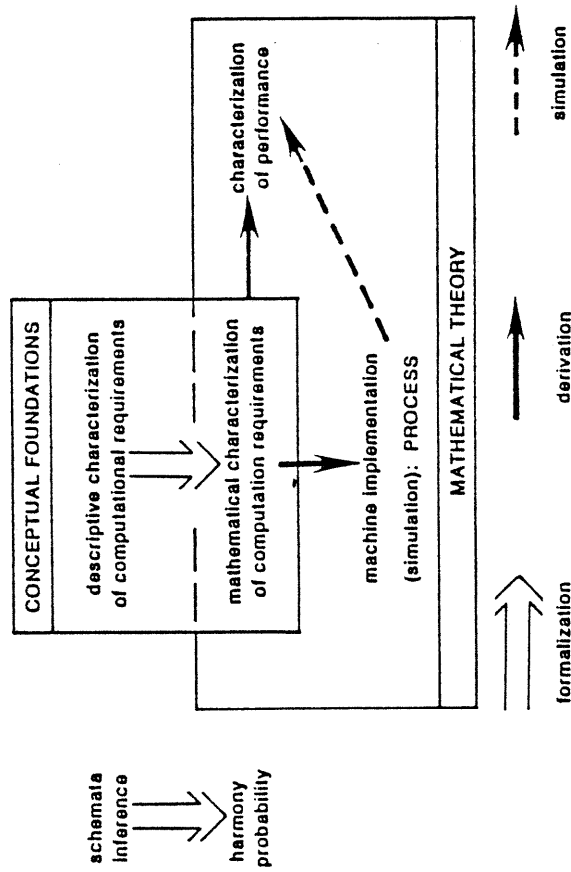 CONCEPTUAL FOUNDATIONS
schemata
inference
descriptive characterization
of computational requirements
harmony
probability
mathematical characterization
of computation requirements
characterization
of performance
machine implementation
(simulation): PROCESS
MATHEMATICAL THEORY
formalization
derivation
simulation